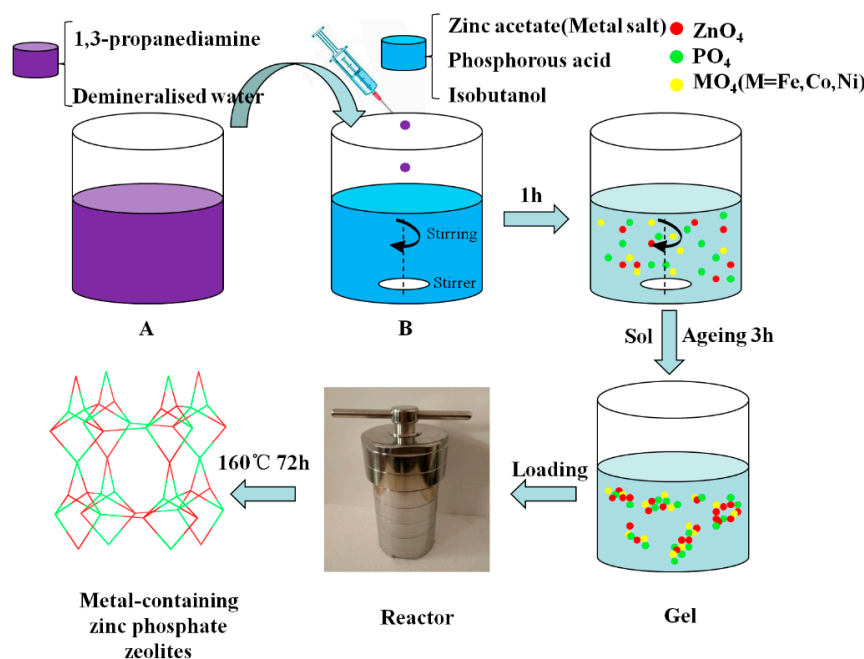 1,3-propanediamine
Demineralised water
Zinc acetate(Metal salt)
Phosphorous acid
Isobutanol
ZnO₄
PO₄
MO₄(M=Fe,Co,Ni)
A
Stirring
Stirrer
B
1h
Sol
Ageing 3h
160℃ 72h
Loading
Metal-containing
zinc phosphate
zeolites
Reactor
Gel